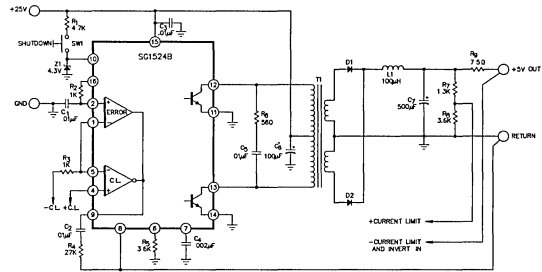 +25V
R1
4.7K
SHUTDOWN
SW1
Z1
4.3V
C3
.01µF
15
SG1524B
10
16
R2
1K
GND
C1
.01µF
2
ERROR
1
R3
1K
5
C.L.
4
-C.L.
+C.L.
9
C2
.01µF
R4
27K
8
6
7
R5
3.6K
C4
.002µF
12
11
13
14
R6
56Ω
C5
.01µF
C6
100µF
T1
D1
D2
L1
100µH
C7
500µF
R7
1.3K
R8
3.6K
R9
.75Ω
+5V OUT
RETURN
+CURRENT LIMIT
-CURRENT LIMIT
AND INVERT IN